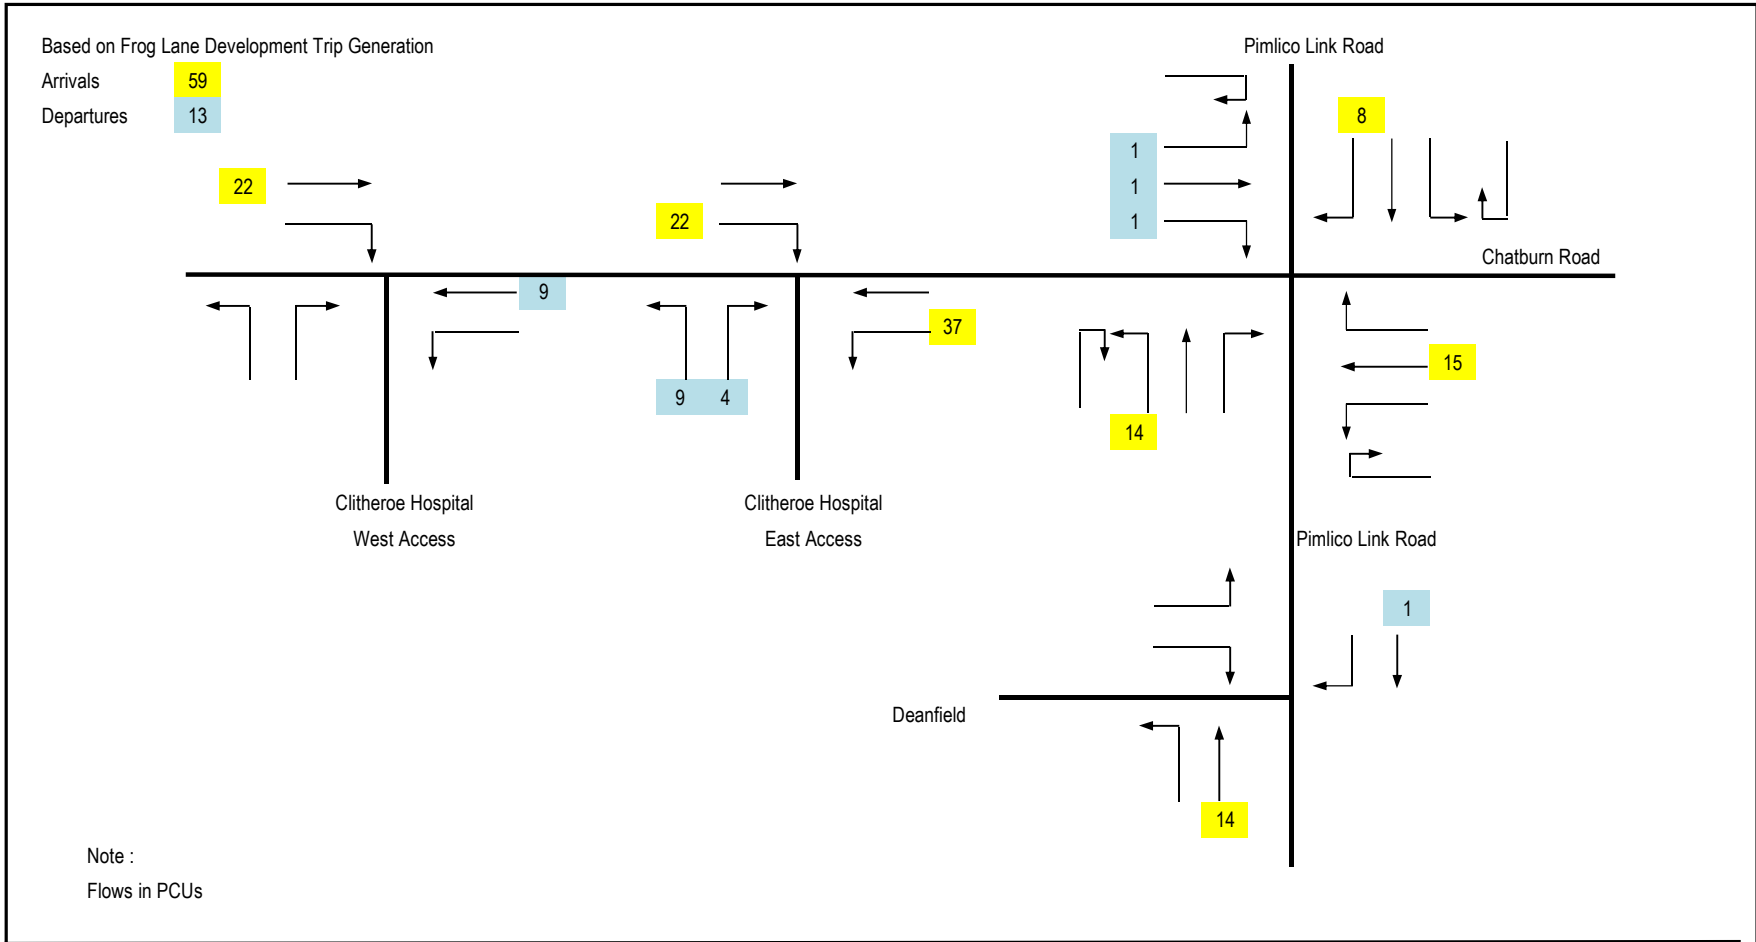 Based on Frog Lane Development Trip Generation
Pimlico Link Road
Arrivals 59
Departures 13
8
1
22
1
22
1
Chatburn Road
9
37
15
9 4
14
Clitheroe Hospital
West Access
Clitheroe Hospital
East Access
Pimlico Link Road
1
Deanfield
14
Note :
Flows in PCUs